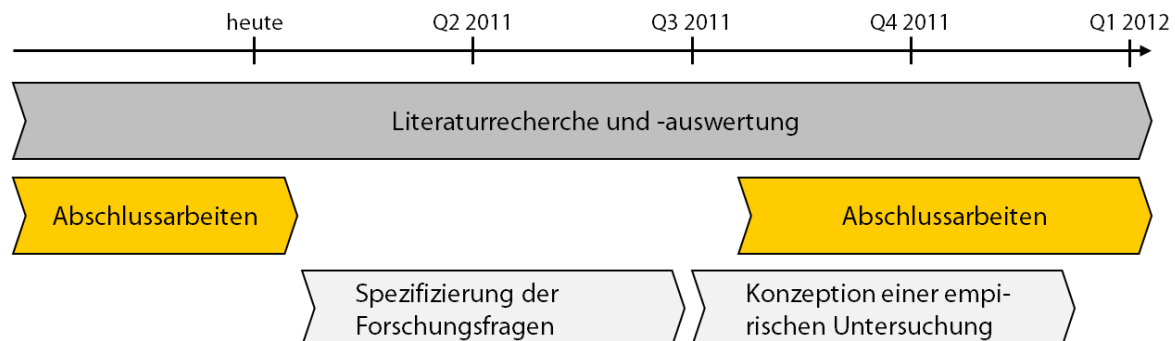 heute Q2 2011 Q3 2011 Q4 2011 Q1 2012
Literaturrecherche und -auswertung
Abschlussarbeiten Abschlussarbeiten
Spezifizierung der
Forschungsfragen
Konzeption einer empi-
rischen Untersuchung